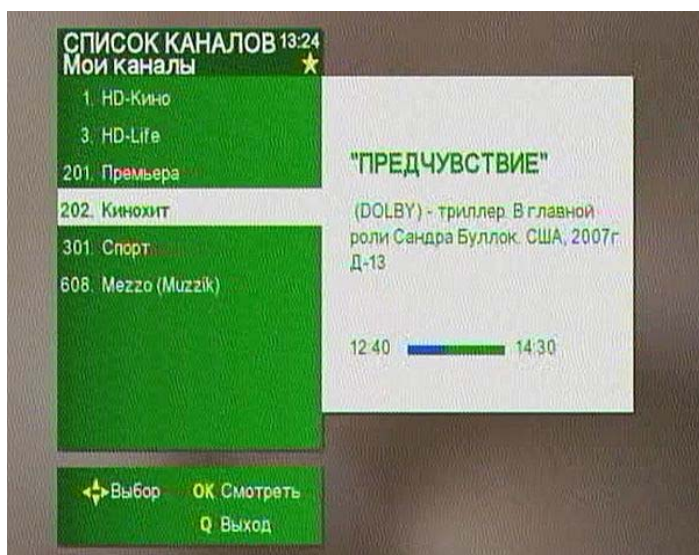 СПИСОК КАНАЛОВ 13:24
Мои каналы
1. HD-Кино
3. HD-Life
201. Премьера
202. Кинохит
301. Спорт
608. Mezzo (Muzzik)
"ПРЕДЧУВСТВИЕ"
(DOLBY) - триллер. В главной
роли Сандра Буллок. США, 2007г.
Д-13
12:40 14:30
Выбор OK Смотреть
Q Выход